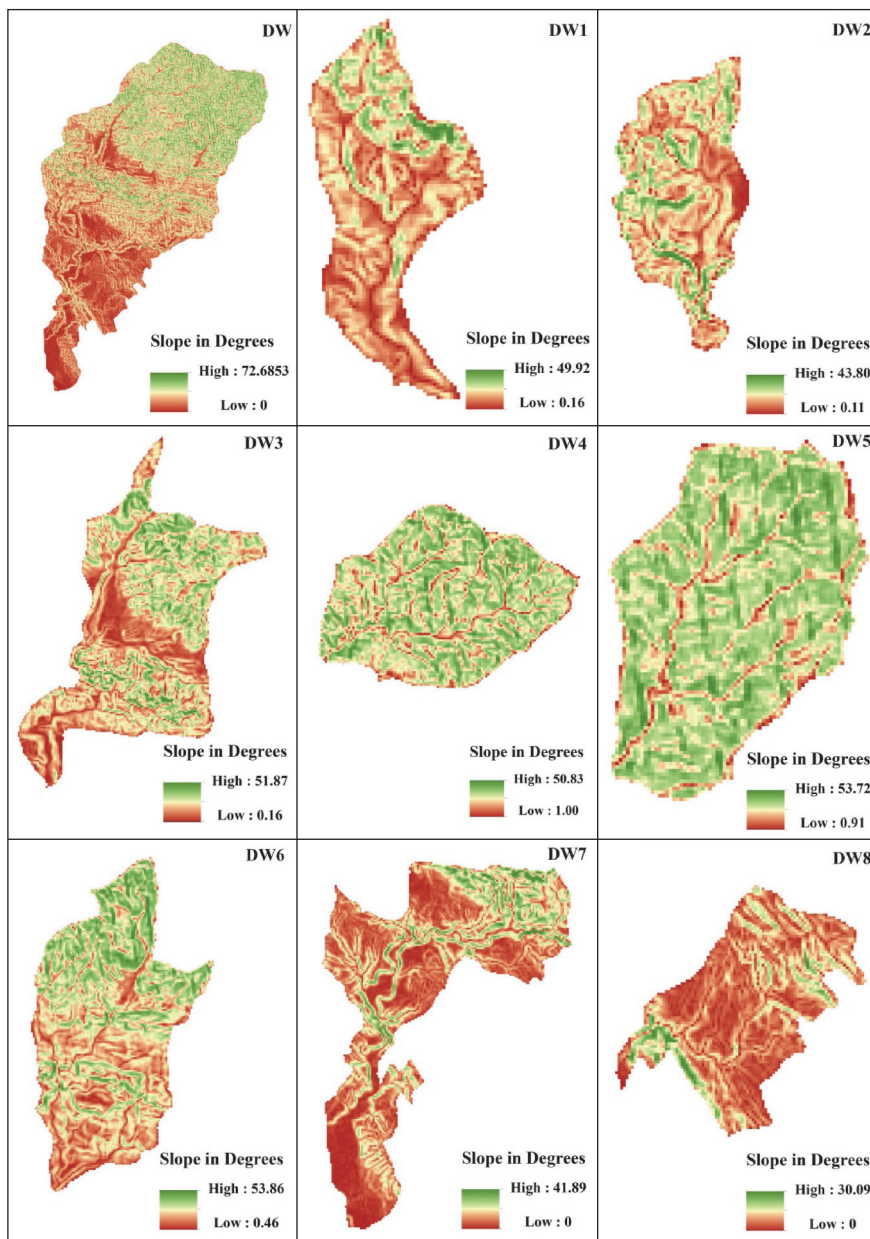 DW
Slope in Degrees
High : 72.6853
Low : 0
DW1
Slope in Degrees
High : 49.92
Low : 0.16
DW2
Slope in Degrees
High : 43.80
Low : 0.11
DW3
Slope in Degrees
High : 51.87
Low : 0.16
DW4
Slope in Degrees
High : 50.83
Low : 1.00
DW5
Slope in Degrees
High : 53.72
Low : 0.91
DW6
Slope in Degrees
High : 53.86
Low : 0.46
DW7
Slope in Degrees
High : 41.89
Low : 0
DW8
Slope in Degrees
High : 30.09
Low : 0